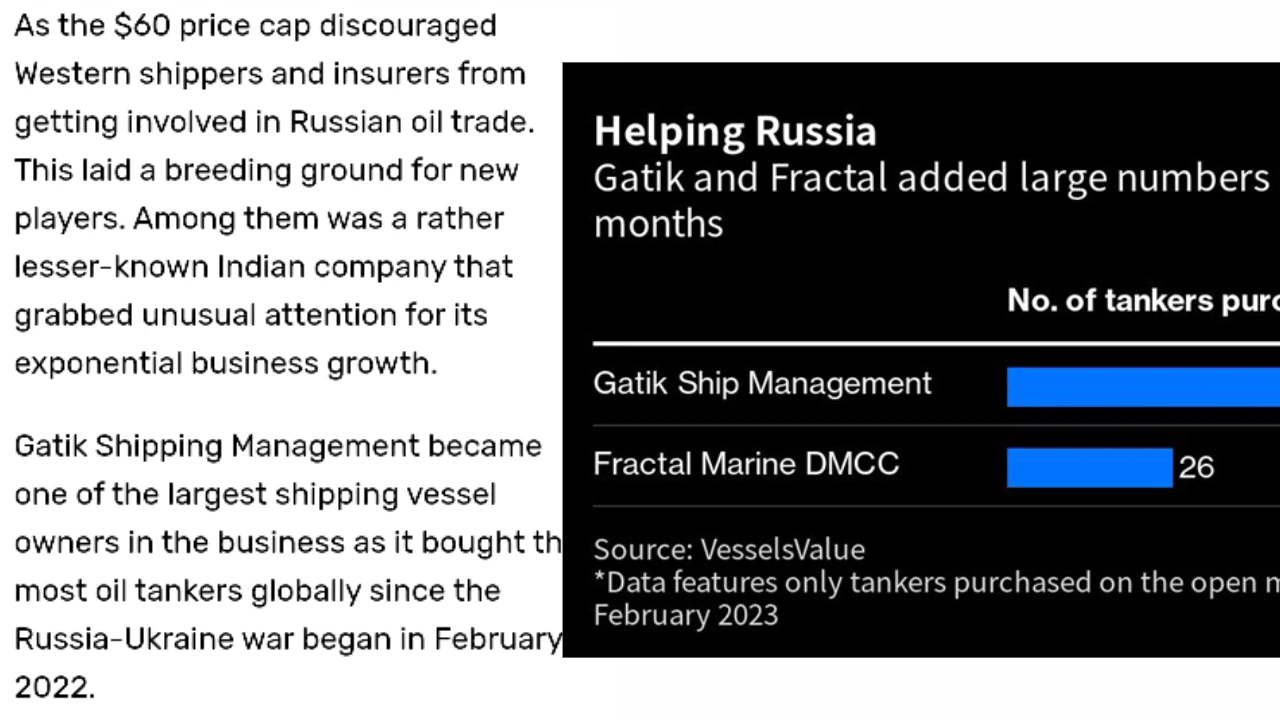 As the $60 price cap discouraged
Western shippers and insurers from
getting involved in Russian oil trade.
This laid a breeding ground for new
players. Among them was a rather
lesser-known Indian company that
grabbed unusual attention for its
exponential business growth.
Gatik Shipping Management became
one of the largest shipping vessel
owners in the business as it bought th
most oil tankers globally since the
Russia-Ukraine war began in February
2022.
Helping Russia
Gatik and Fractal added large numbers
months
No. of tankers purc
Gatik Ship Management
Fractal Marine DMCC 26
Source: VesselsValue
*Data features only tankers purchased on the open m
February 2023